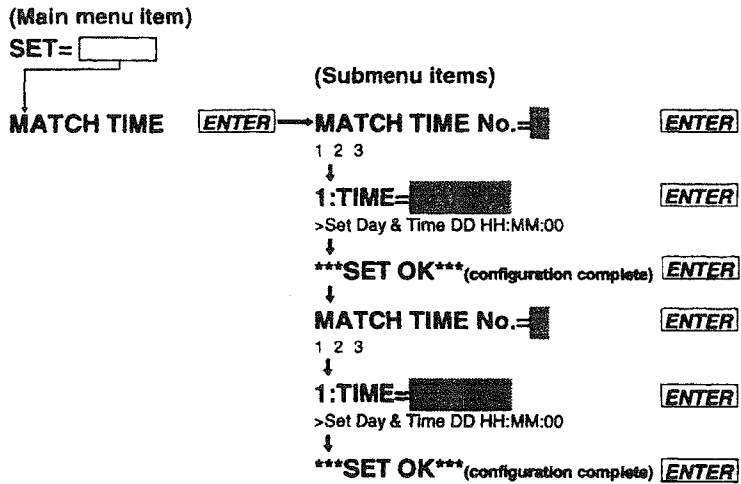 (Main menu item)
SET=
(Submenu items)
MATCH TIME ENTER MATCH TIME No.= ENTER
1 2 3
1:TIME= ENTER
>Set Day & Time DD HH:MM:00
***SET OK***(configuration complete) ENTER
MATCH TIME No.= ENTER
1 2 3
1:TIME= ENTER
>Set Day & Time DD HH:MM:00
***SET OK***(configuration complete) ENTER